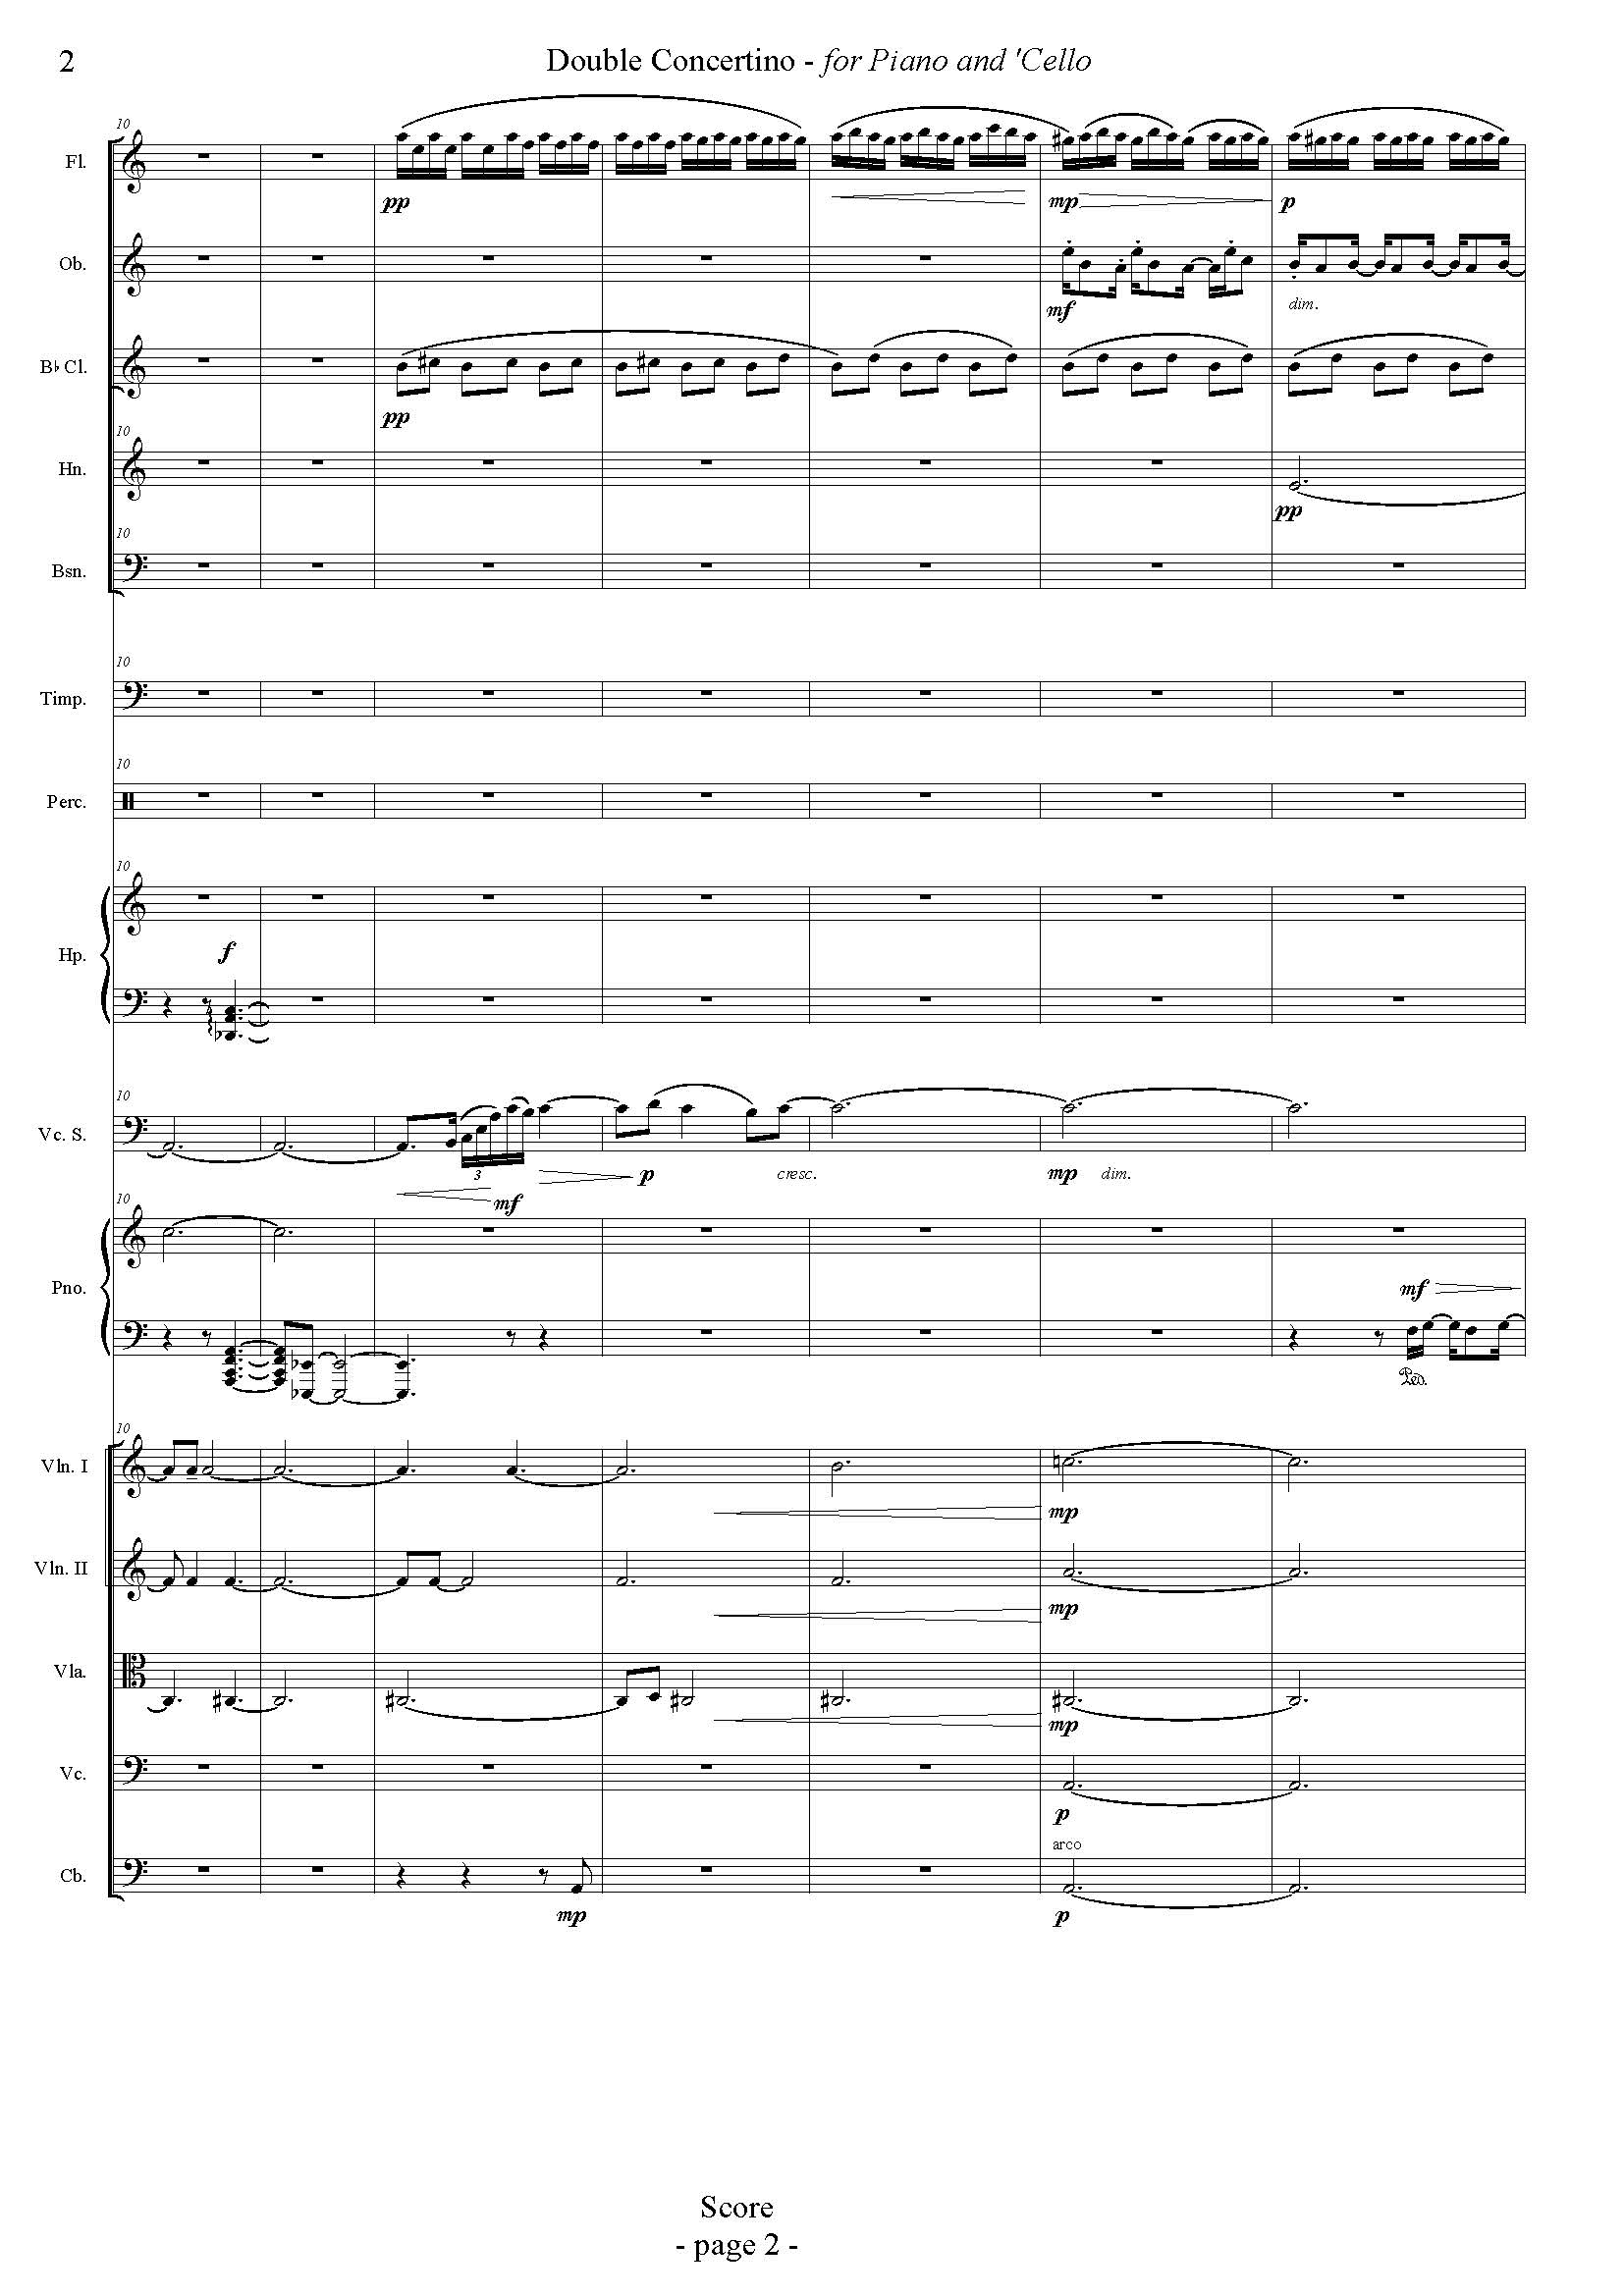 2
Double Concertino - for Piano and 'Cello
10
Fl.
pp
mp
p
Ob.
mf
dim.
B♭ Cl.
pp
10
Hn.
pp
10
Bsn.
10
Timp.
10
Perc.
10
Hp.
f
10
Vc. S.
3
mf
p
cresc.
mp
dim.
10
Pno.
mf
Ped.
10
Vln. I
mp
Vln. II
mp
Vla.
mp
Vc.
p
arco
Cb.
mp
p
Score
- page 2 -